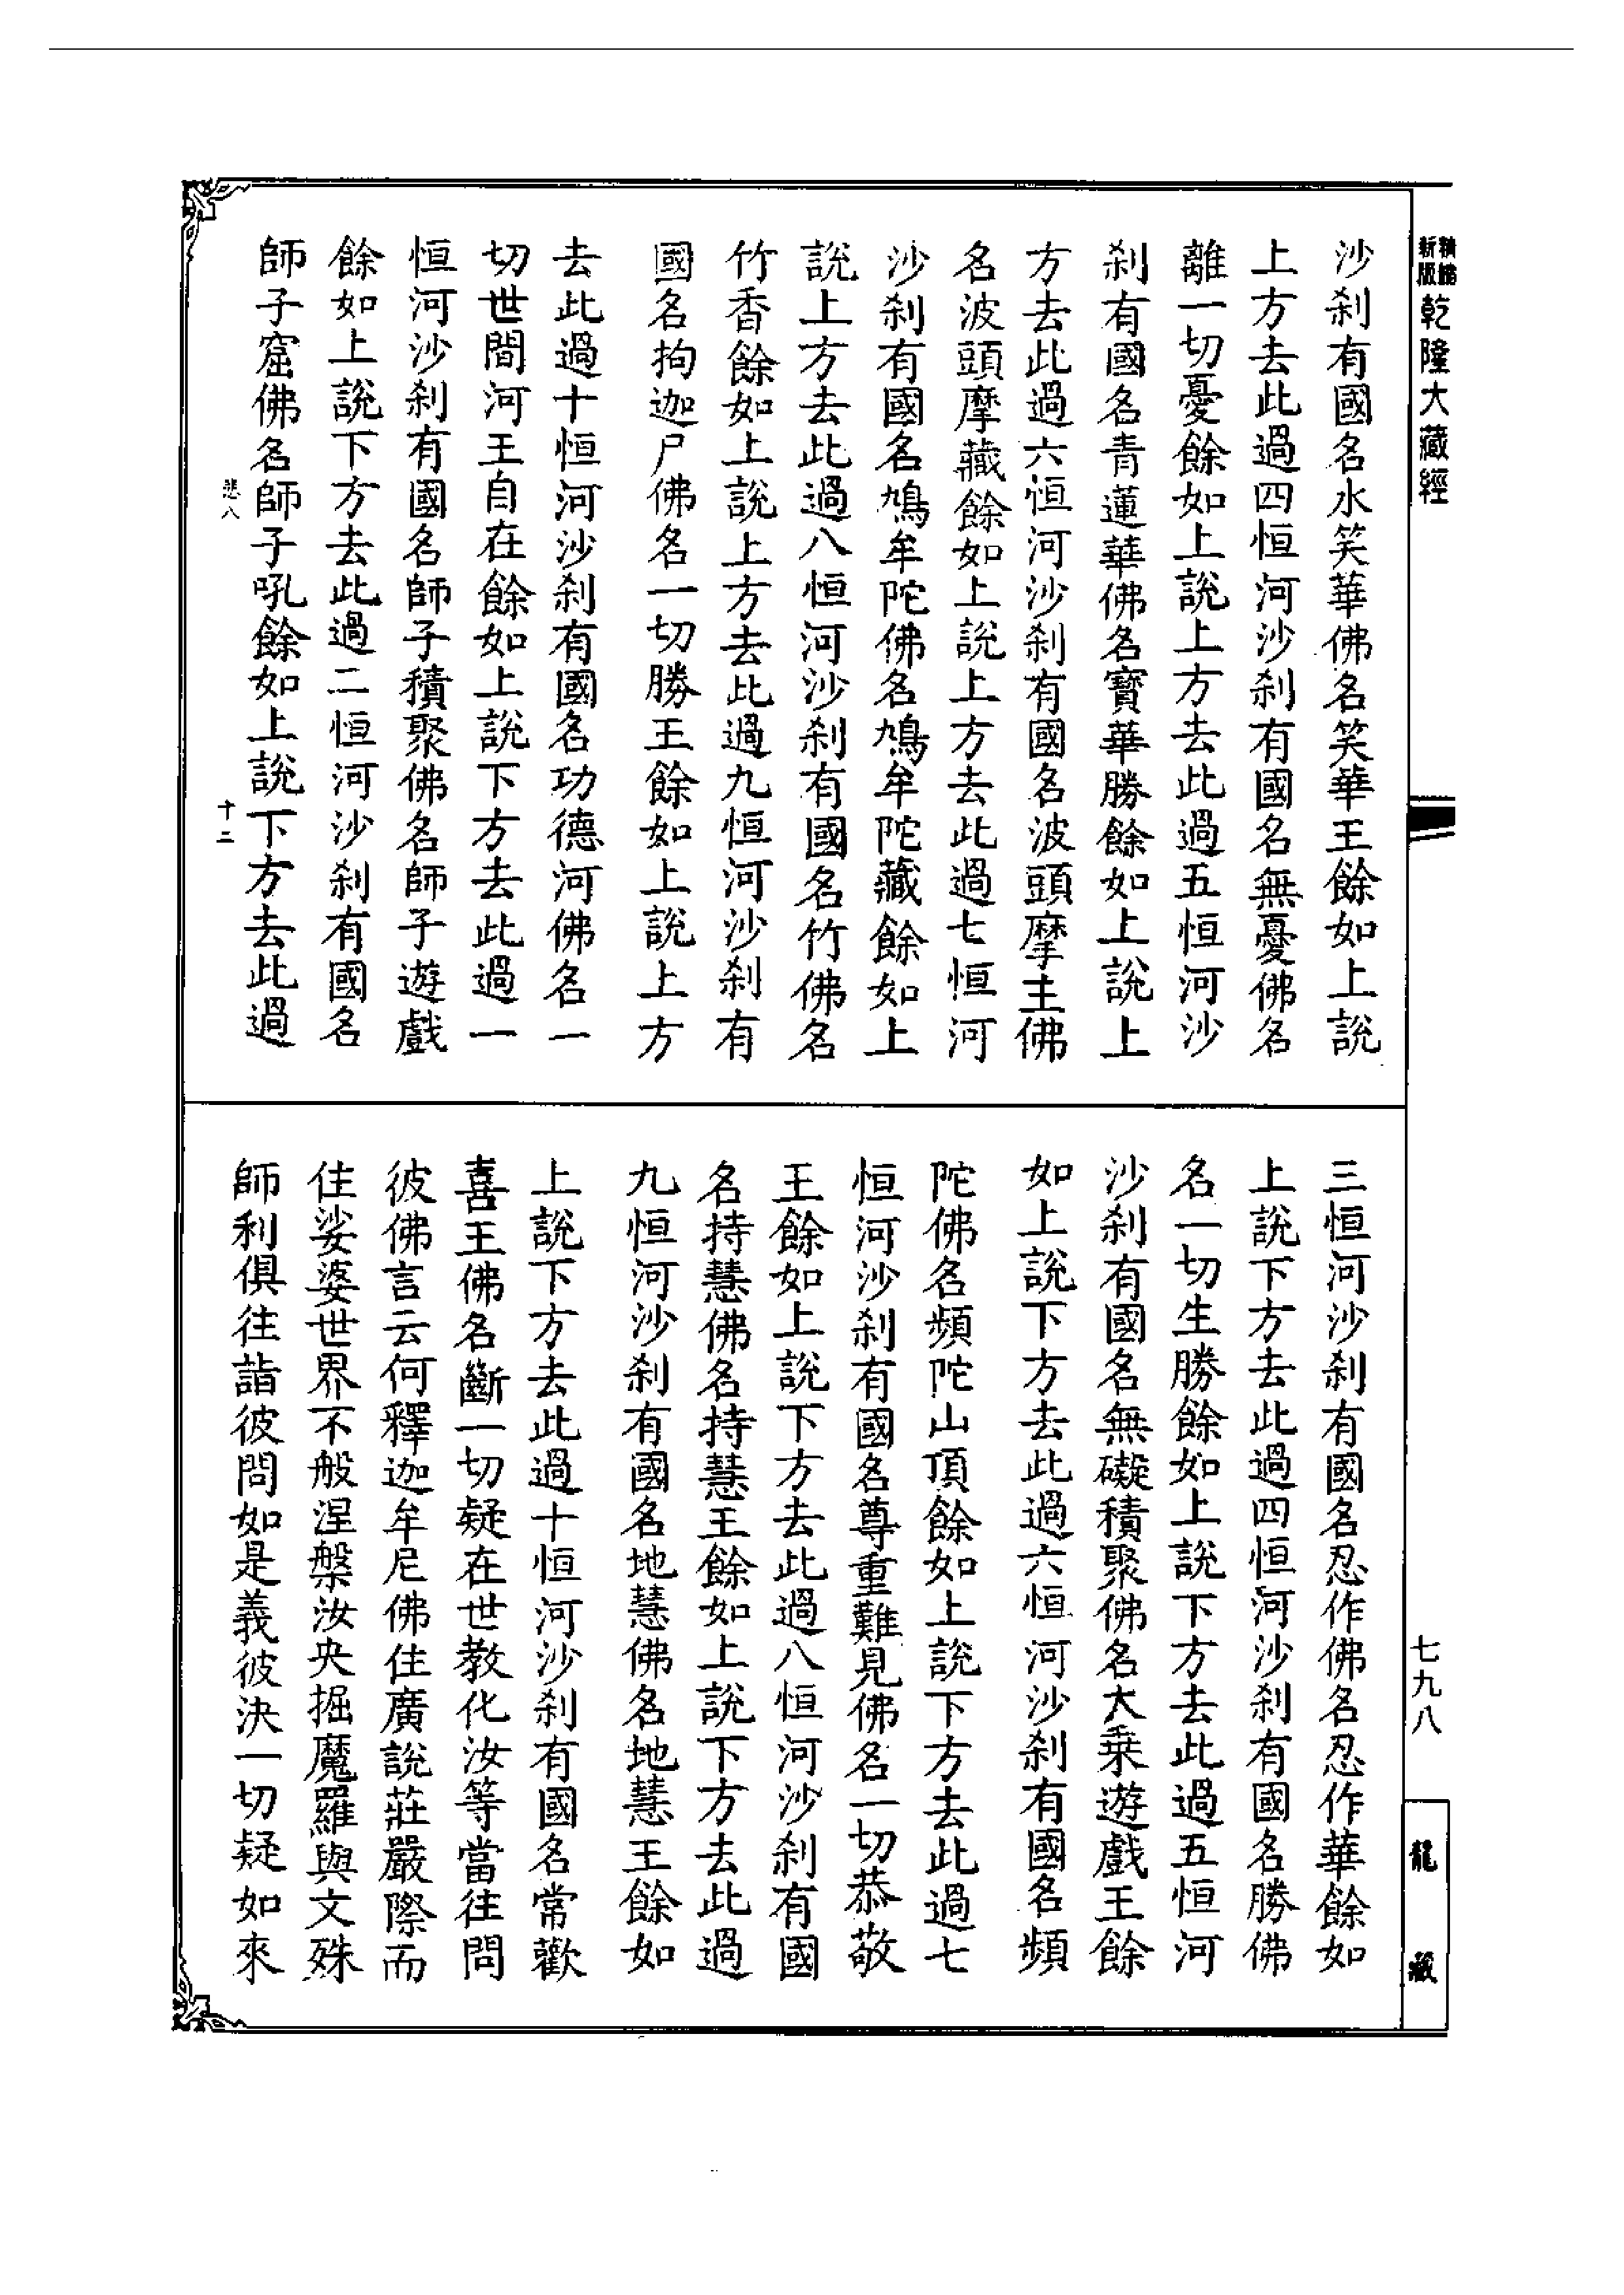 新版
乾隆大藏經
沙刹有國名水笑華佛名笑華王餘如上說
上方去此過四恒河沙刹有國名無憂佛名
離一切憂餘如上說上方去此過五恒河沙
刹有國名青蓮華佛名寶華勝餘如上說上
方去此過六恒河沙刹有國名波頭摩主佛
名波頭摩藏餘如上說上方去此過七恒河
沙刹有國名鳩牟陀佛名鳩牟陀藏餘如上
說上方去此過八恒河沙刹有國名竹佛名
竹香餘如上說上方去此過九恒河沙刹有
國名拘迦尸佛名一切勝王餘如上說上方
去此過十恒河沙刹有國名功德河佛名一
切世間河王自在餘如上說下方去此過一
恒河沙刹有國名師子積聚佛名師子遊戲
餘如上說下方去此過二恒河沙刹有國名
師子窟佛名師子吼餘如上說下方去此過
悲八
十二
三恒河沙刹有國名忍作佛名忍作華餘如
上說下方去此過四恒河沙刹有國名勝佛
名一切生勝餘如上說下方去此過五恒河
沙刹有國名無礙積聚佛名大乘遊戲王餘
如上說下方去此過六恒河沙刹有國名頻
陀佛名頻陀山頂餘如上說下方去此過七
恒河沙刹有國名尊重難見佛名一切恭敬
王餘如上說下方去此過八恒河沙刹有國
名持慧佛名持慧王餘如上說下方去此過
九恒河沙刹有國名地慧佛名地慧王餘如
上說下方去此過十恒河沙刹有國名常歡
喜王佛名斷一切疑在世教化汝等當往問
彼佛言云何釋迦牟尼佛住廣說莊嚴際而
住娑婆世界不般涅槃汝央掘魔羅與文殊
師利俱往詣彼問如是義彼決一切疑如來
七九八
龍藏